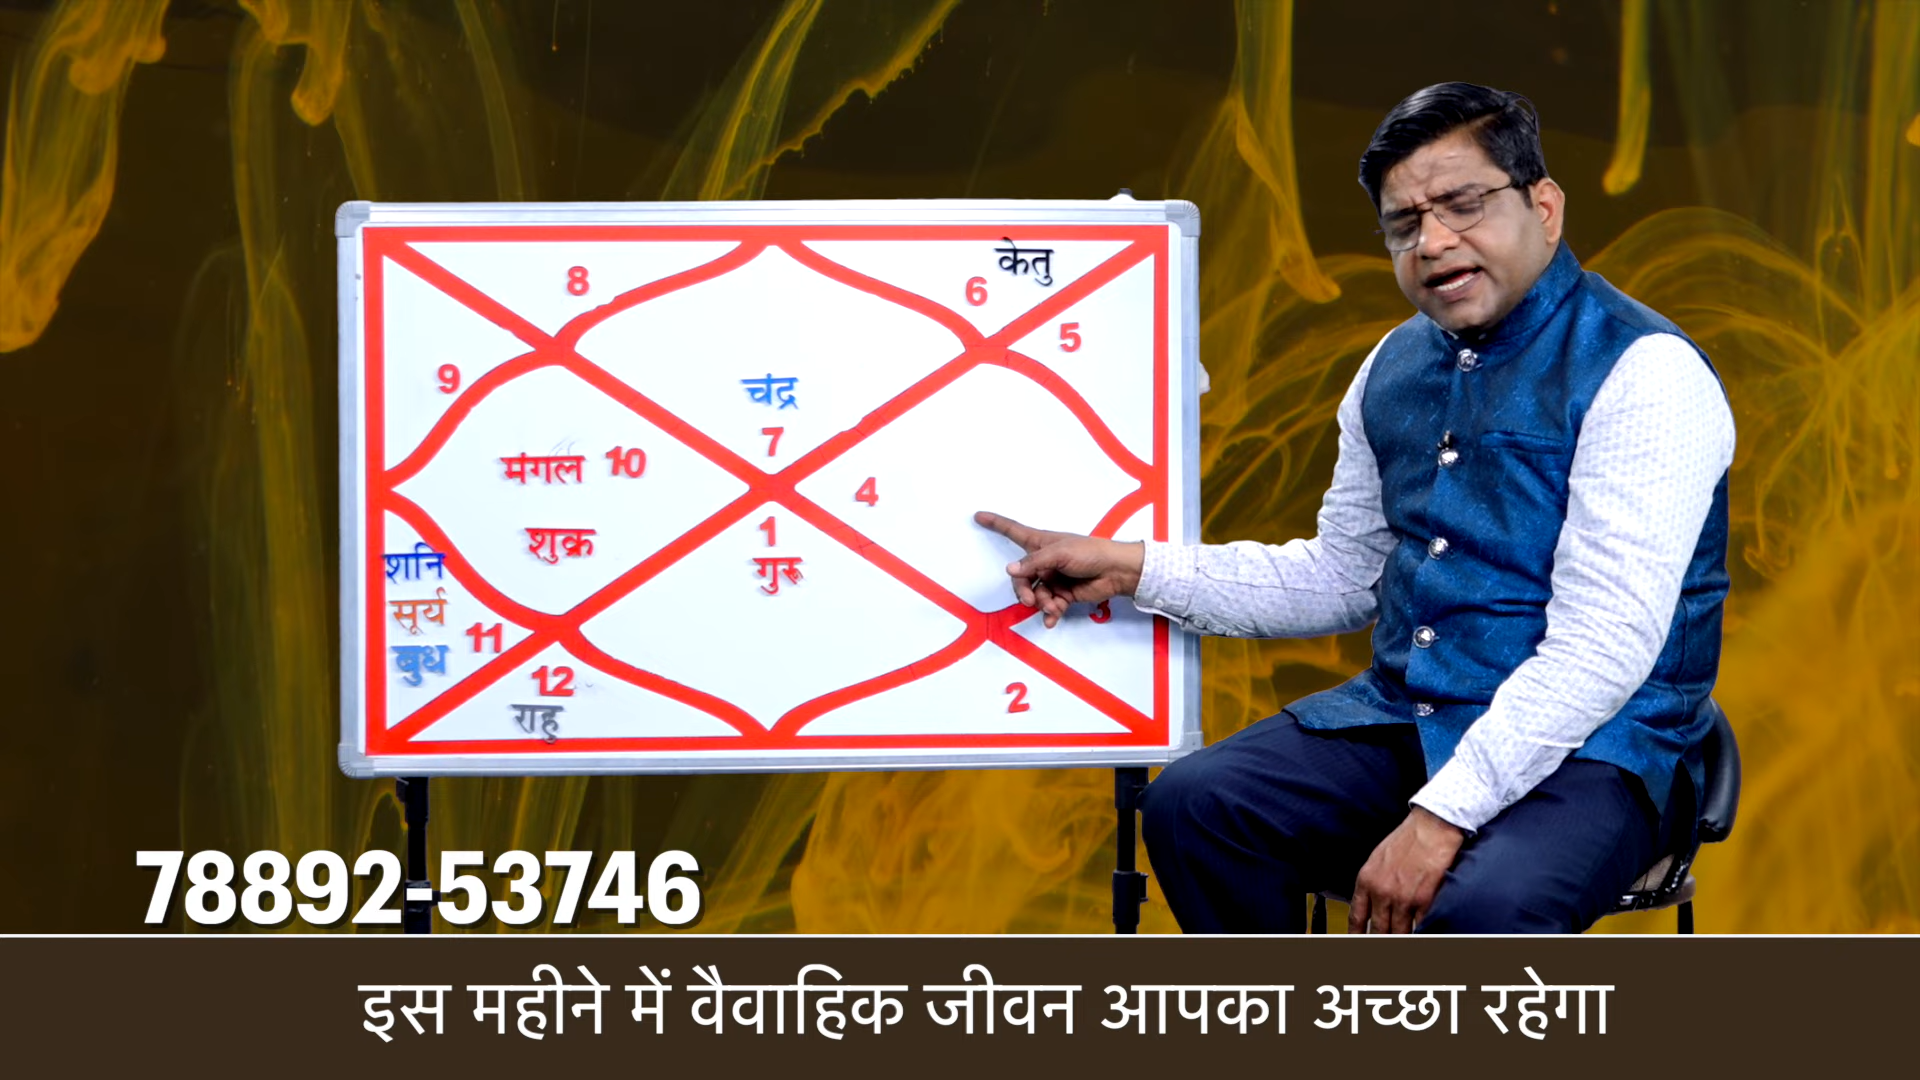 8
केतु
6
5
9
चंद्र
7
मंगल 10
4
शुक्र
1
गुरू
शनि
सूर्य
11
बुध
3
12
राहु
2
78892-53746
इस महीने में वैवाहिक जीवन आपका अच्छा रहेगा